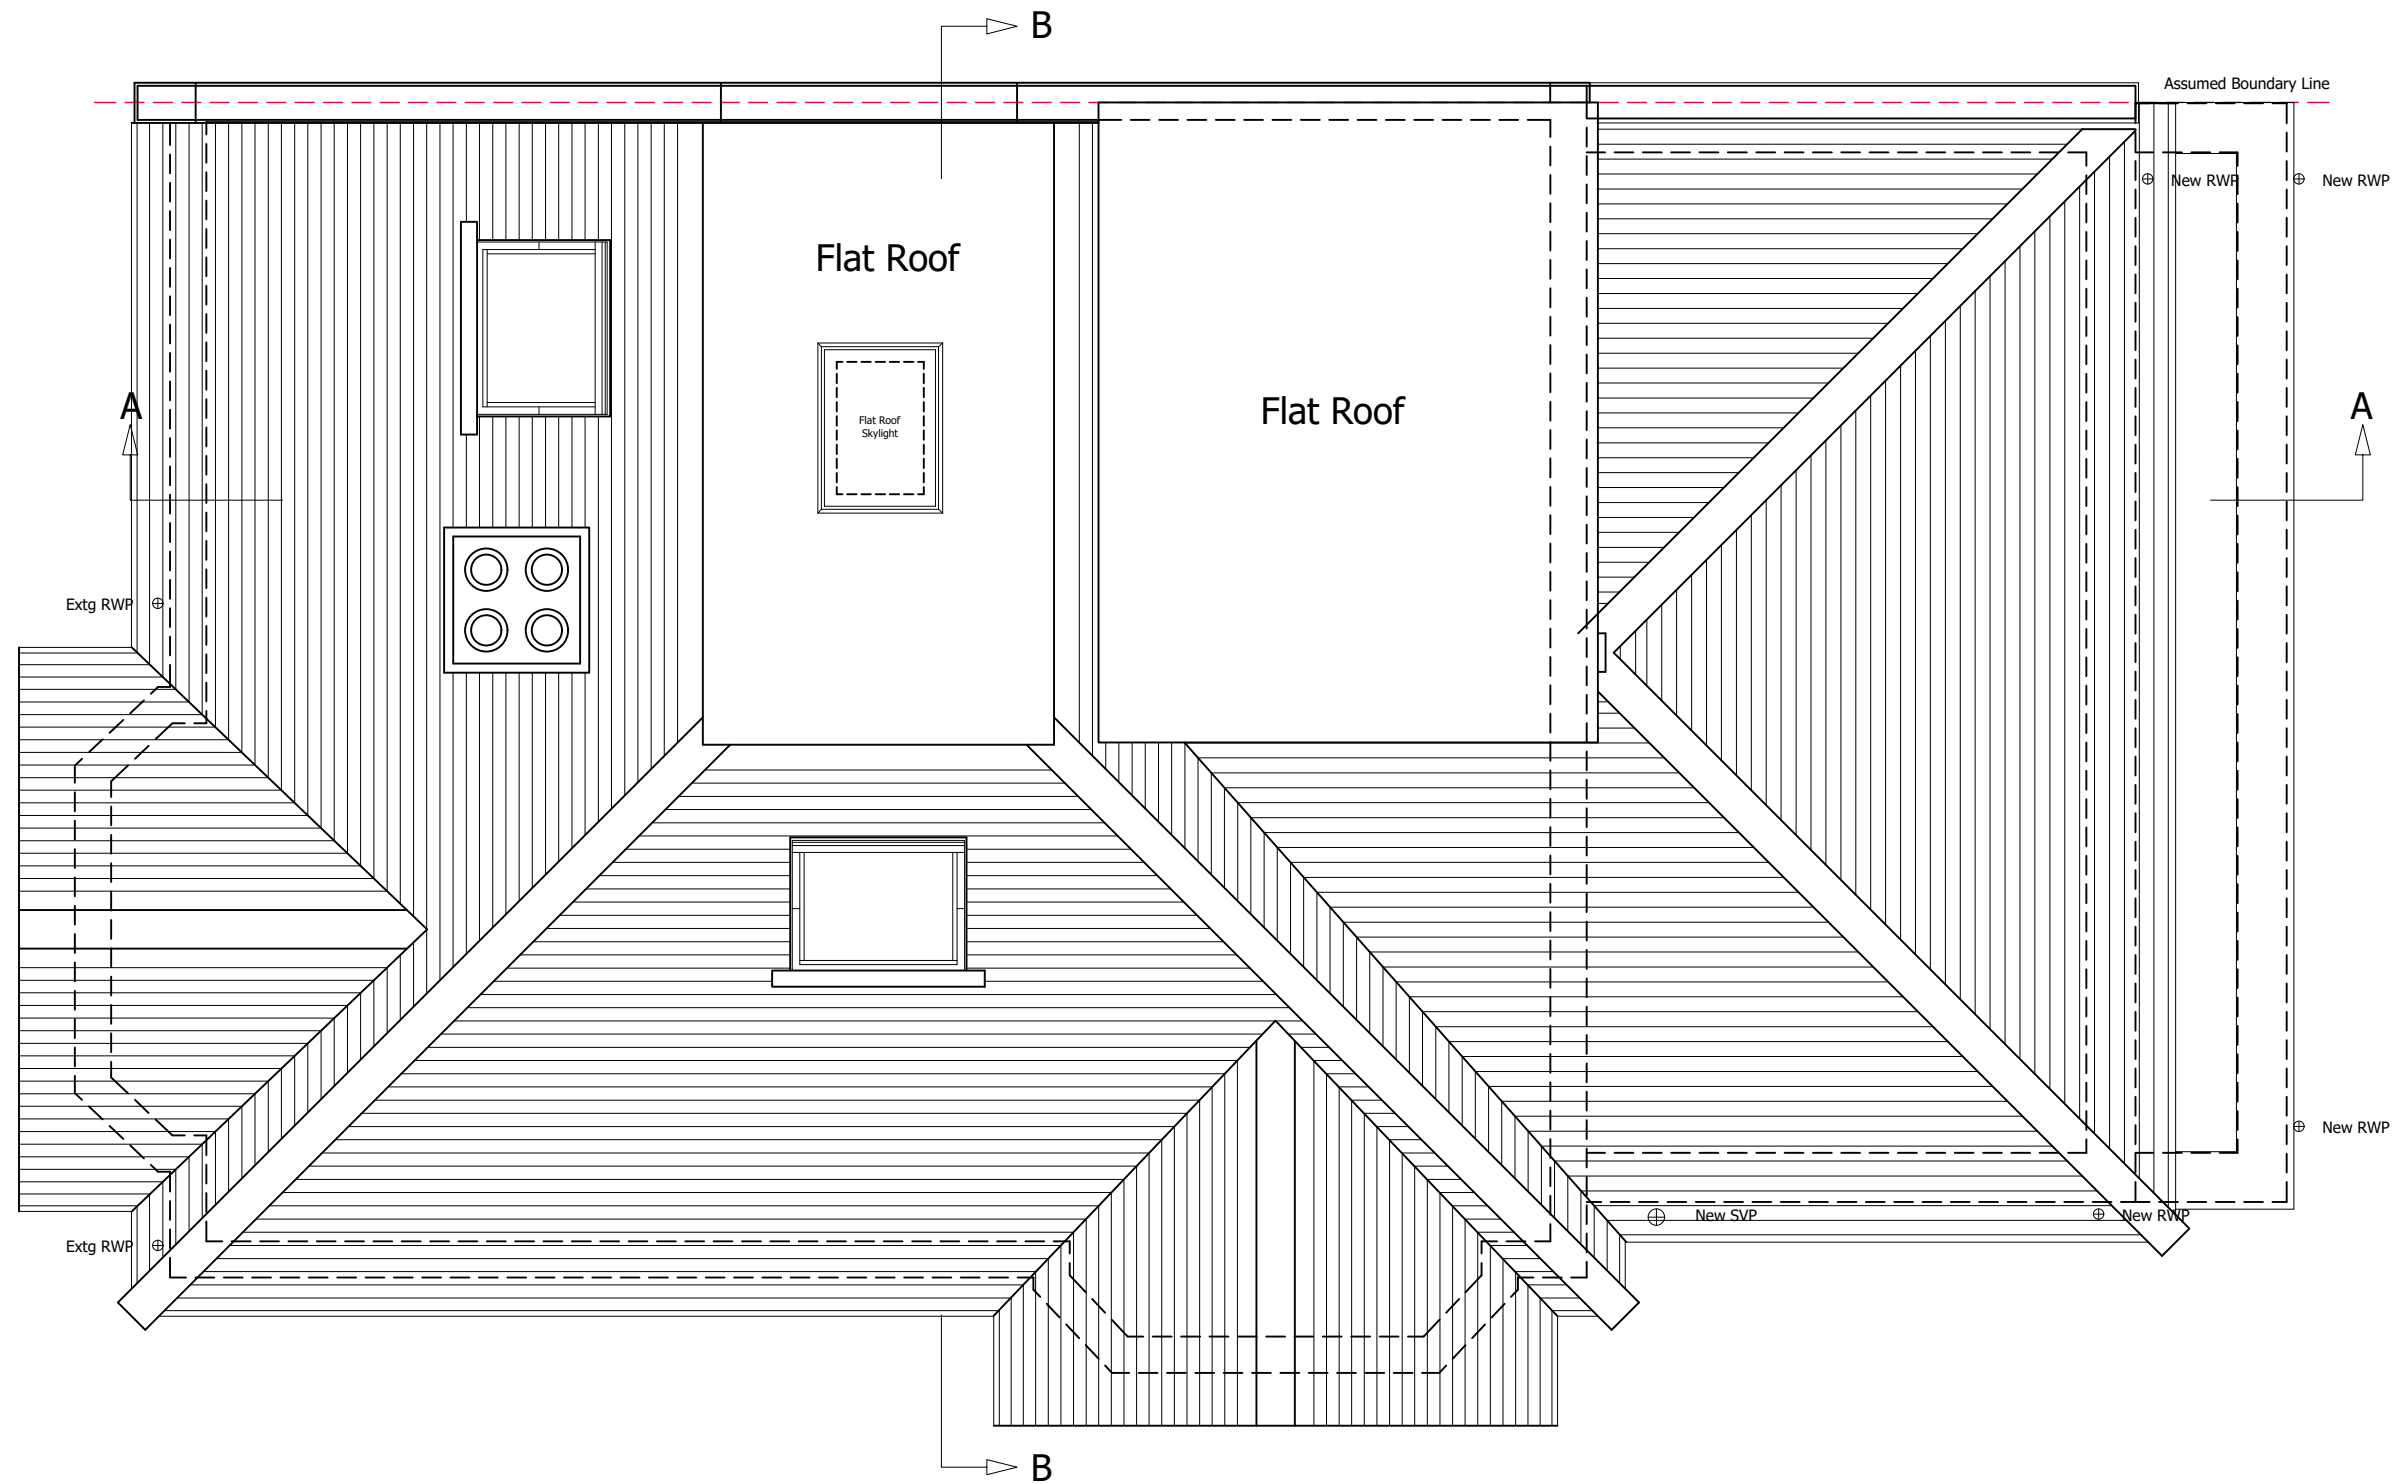 B
Assumed Boundary Line
New RWP
New RWP
Flat Roof
A
Flat Roof
A
Flat Roof
Skylight
Extg RWP
New RWP
New SVP
New RWP
Extg RWP
B